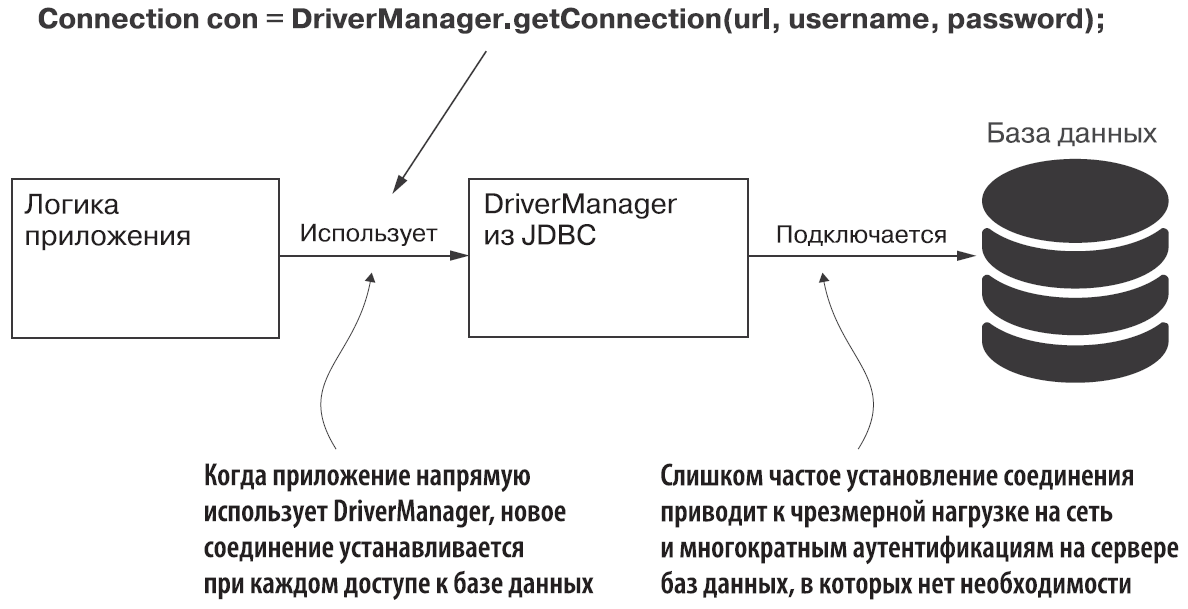 Connection con = DriverManager.getConnection(url, username, password);
База данных
Логика
приложения
Использует
DriverManager
из JDBC
Подключается
Когда приложение напрямую
использует DriverManager, новое
соединение устанавливается
при каждом доступе к базе данных
Слишком частое установление соединения
приводит к чрезмерной нагрузке на сеть
и многократным аутентификациям на сервере
баз данных, в которых нет необходимости